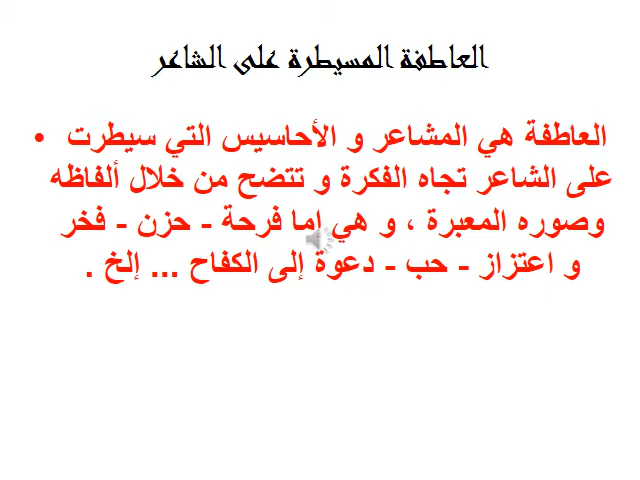 العاطفة المسيطرة على الشاعر
• العاطفة هي المشاعر و الأحاسيس التي سيطرت
على الشاعر تجاه الفكرة و تتضح من خلال ألفاظه
وصوره المعبرة ، و هي إما فرحة - حزن - فخر
و اعتزاز - حب - دعوة إلى الكفاح ... إلخ .